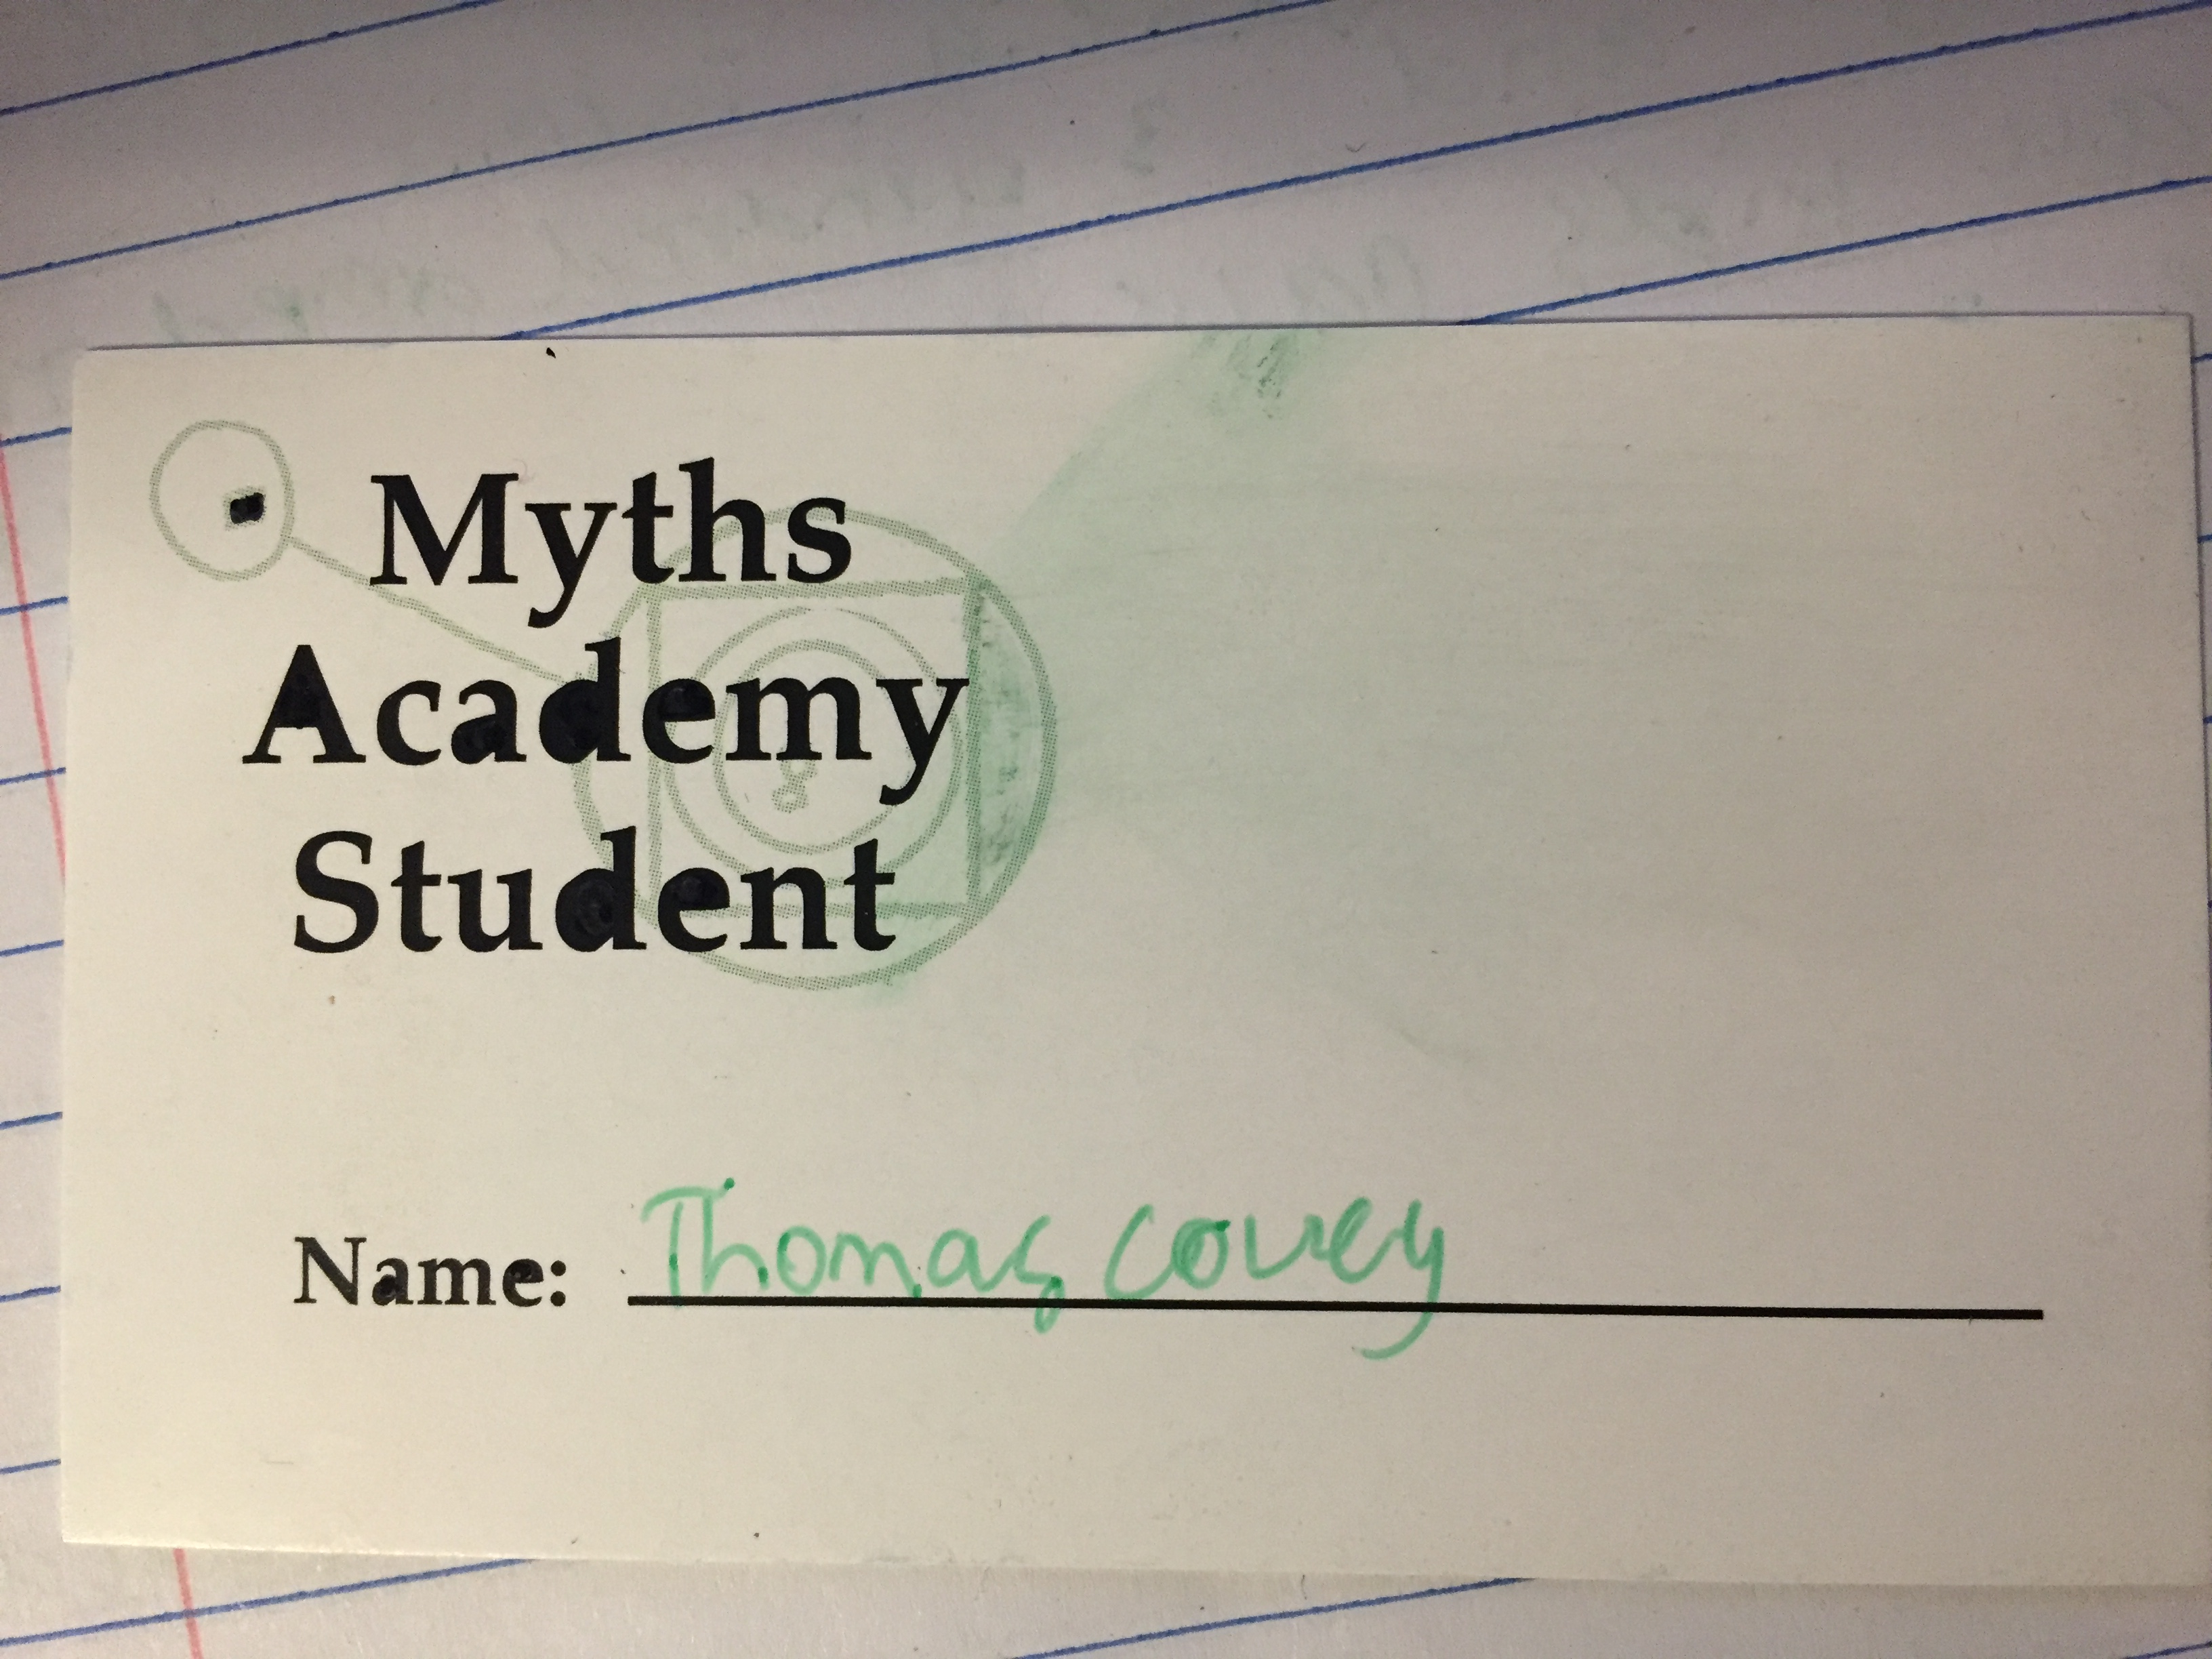 Myths
Academy
Student
Name: Thomas Covey